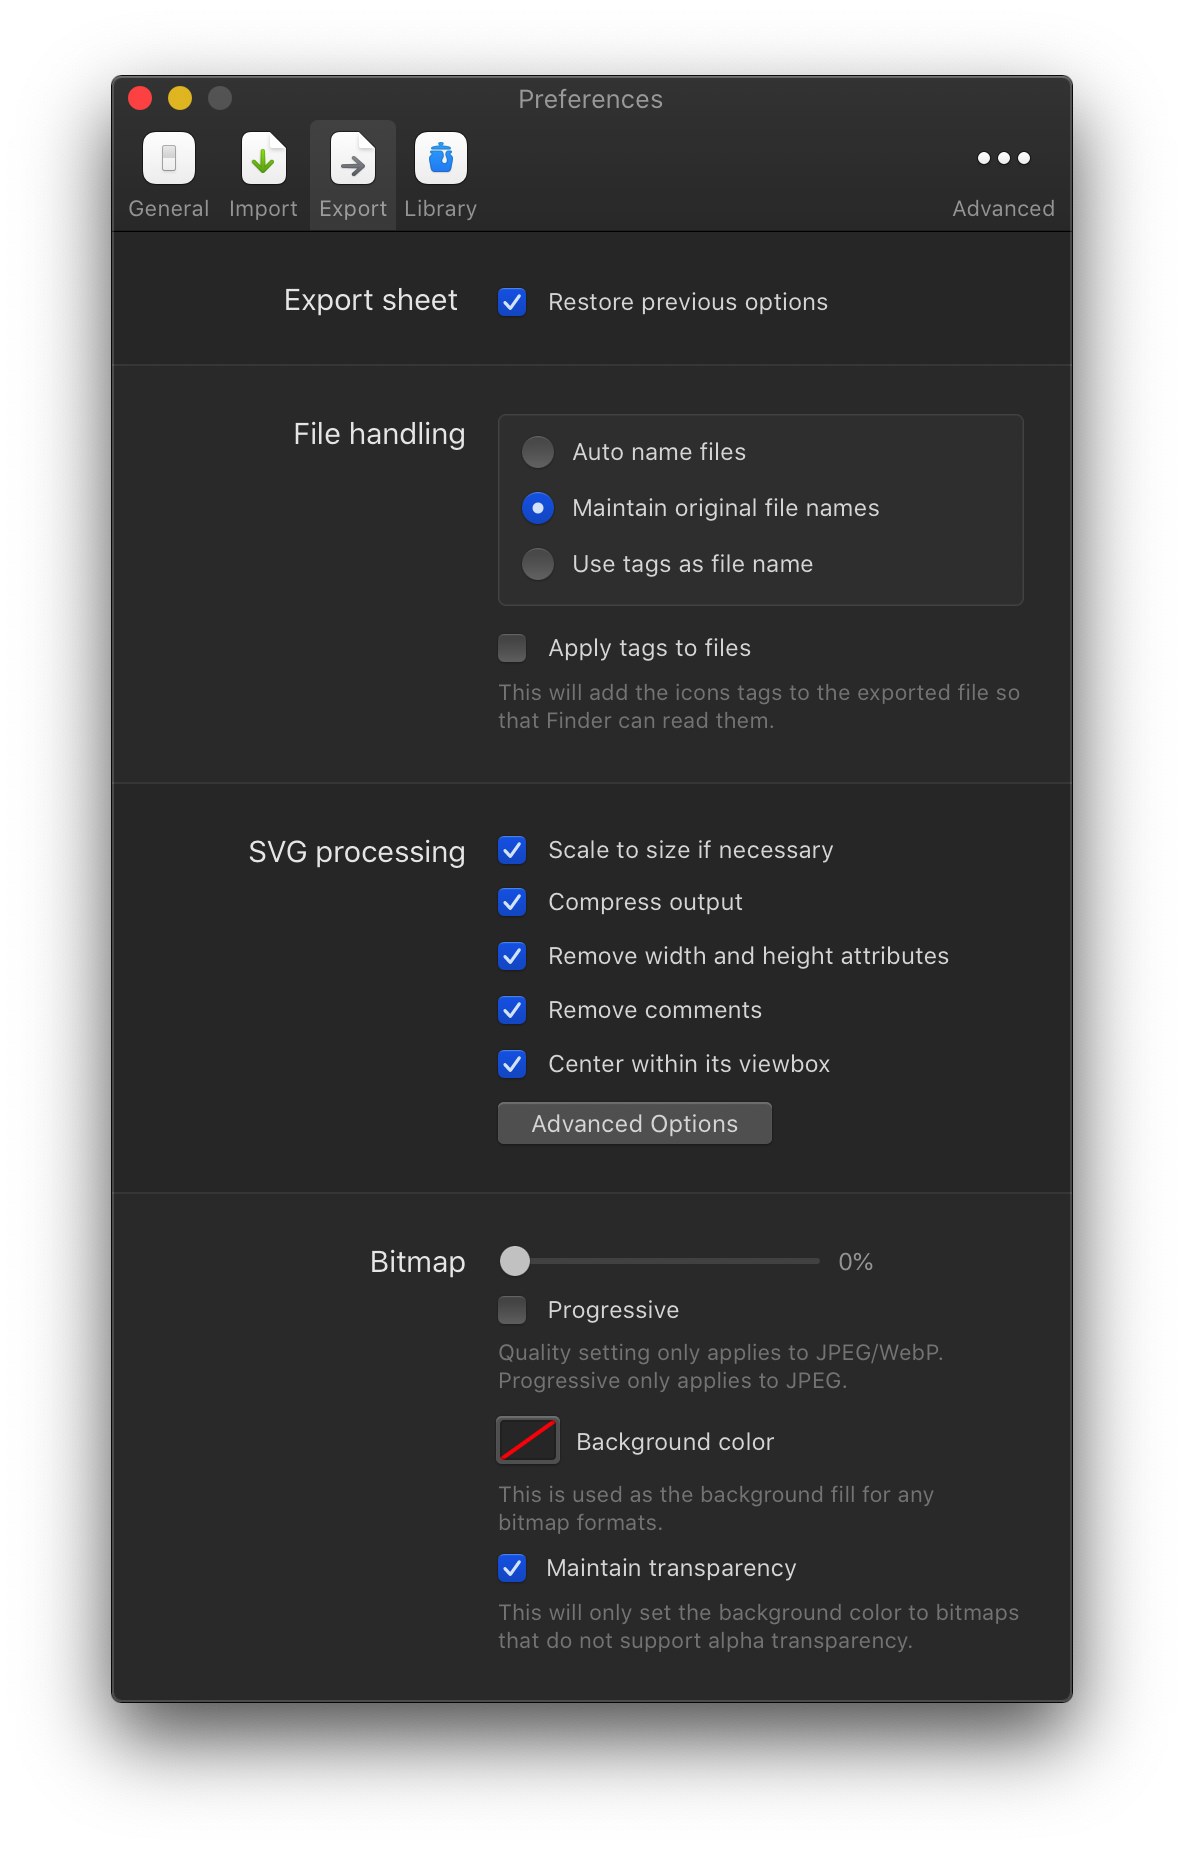 Preferences
General Import Export Library Advanced
Export sheet Restore previous options
File handling Auto name files
Maintain original file names
Use tags as file name
Apply tags to files
This will add the icons tags to the exported file so
that Finder can read them.
SVG processing Scale to size if necessary
Compress output
Remove width and height attributes
Remove comments
Center within its viewbox
Advanced Options
Bitmap 0%
Progressive
Quality setting only applies to JPEG/WebP.
Progressive only applies to JPEG.
Background color
This is used as the background fill for any
bitmap formats.
Maintain transparency
This will only set the background color to bitmaps
that do not support alpha transparency.